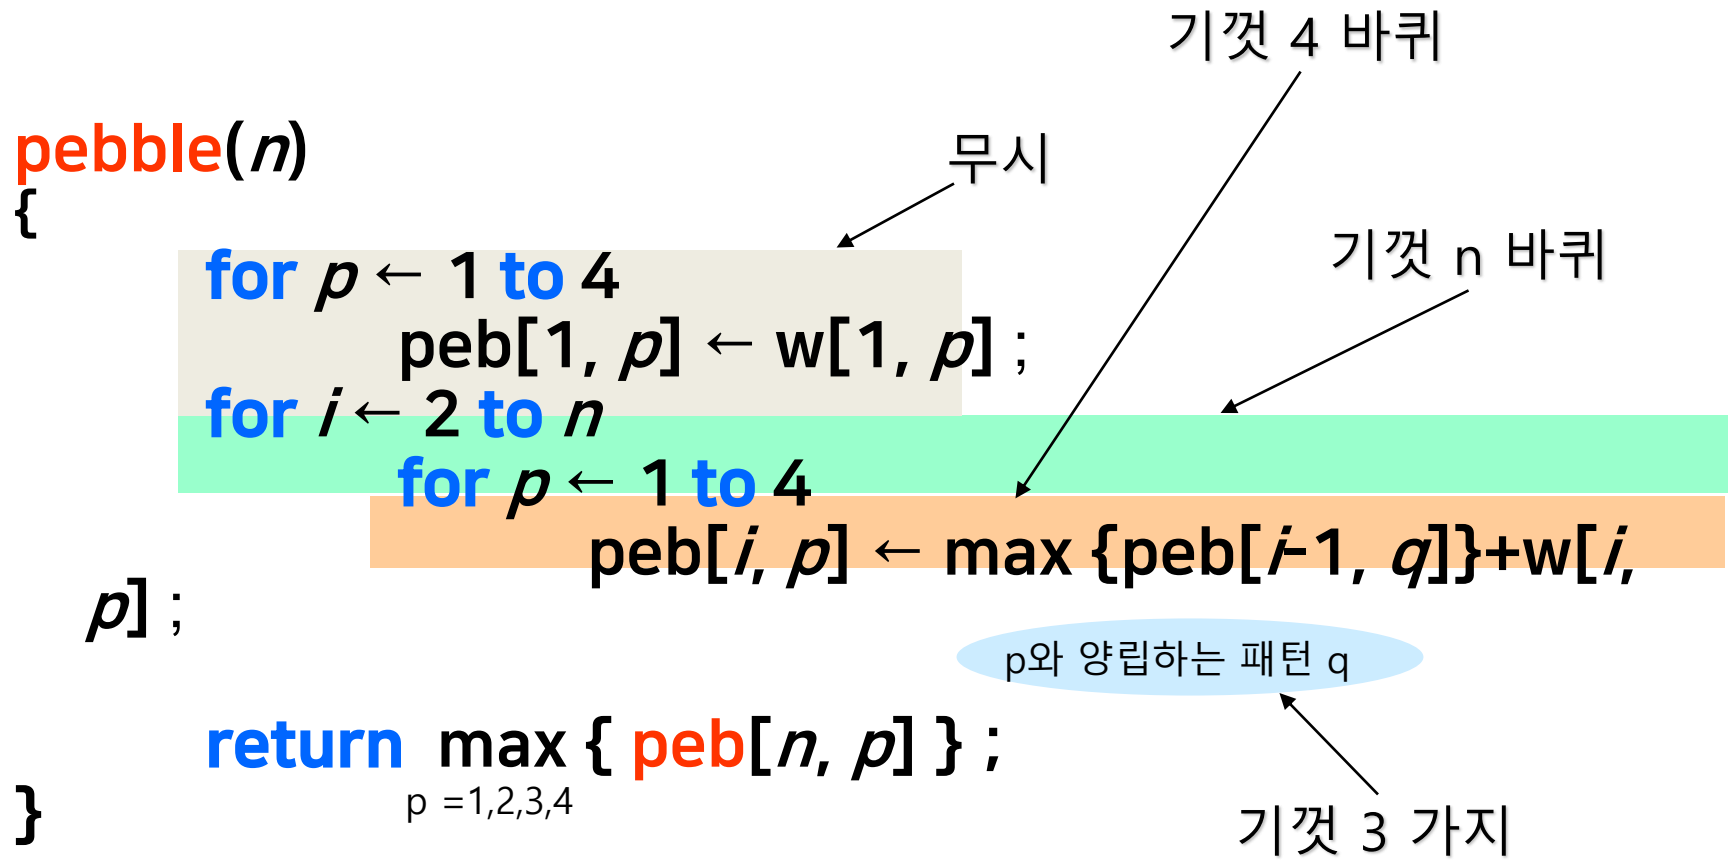 기껏 4 바퀴
pebble(n)
무시
{
기껏 n 바퀴
for p ← 1 to 4
peb[1, p] ← w[1, p] ;
for i ← 2 to n
for p ← 1 to 4
peb[i, p] ← max {peb[i-1, q]}+w[i,
p] ;
p와 양립하는 패턴 q
return max { peb[n, p] } ;
p =1,2,3,4
}
기껏 3 가지